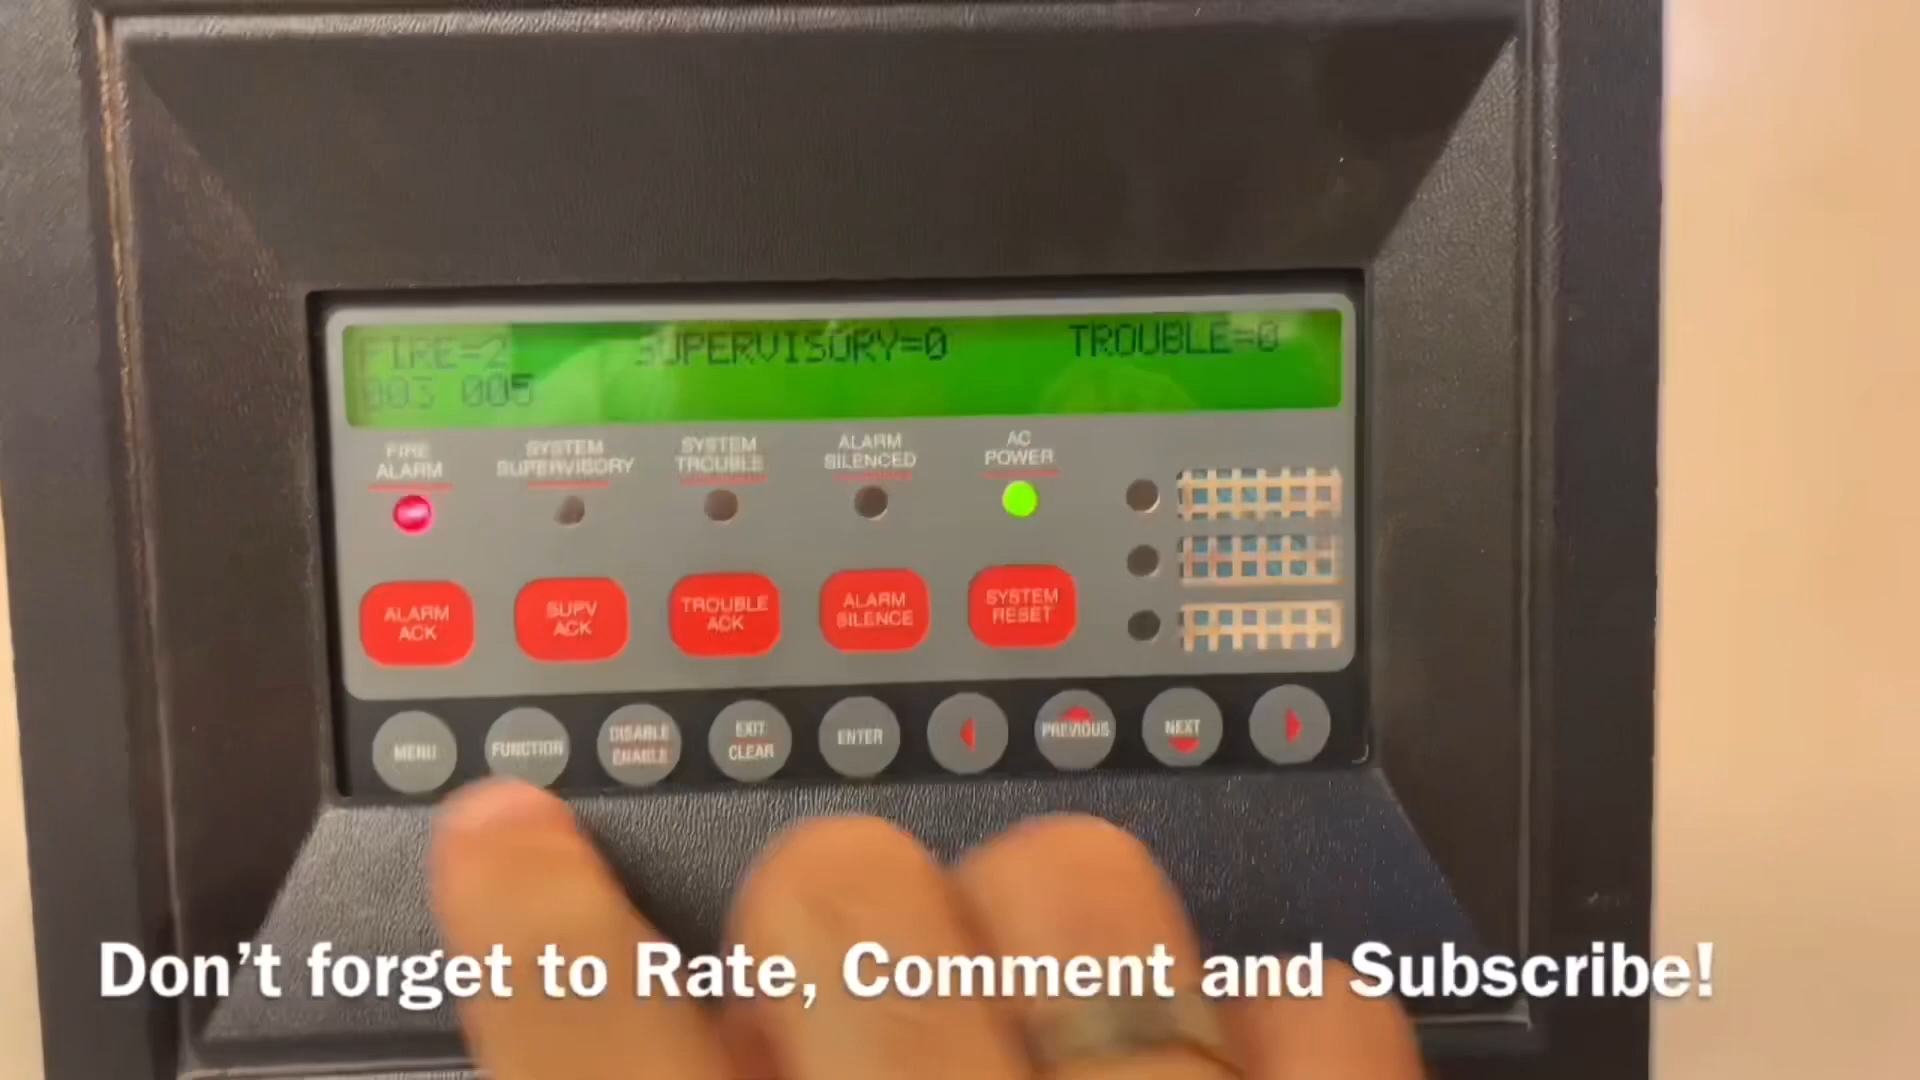 FIRE=2 SUPERVISORY=0 TROUBLE=0
003 005
FIRE
ALARM
SYSTEM
SUPERVISORY
SYSTEM
TROUBLE
ALARM
SILENCED
AC
POWER
ALARM
ACK
SUPV
ACK
TROUBLE
ACK
ALARM
SILENCE
SYSTEM
RESET
MENU
FUNCTION
DISABLE
ENABLE
EXIT
CLEAR
ENTER
PREVIOUS
NEXT
Don't forget to Rate, Comment and Subscribe!